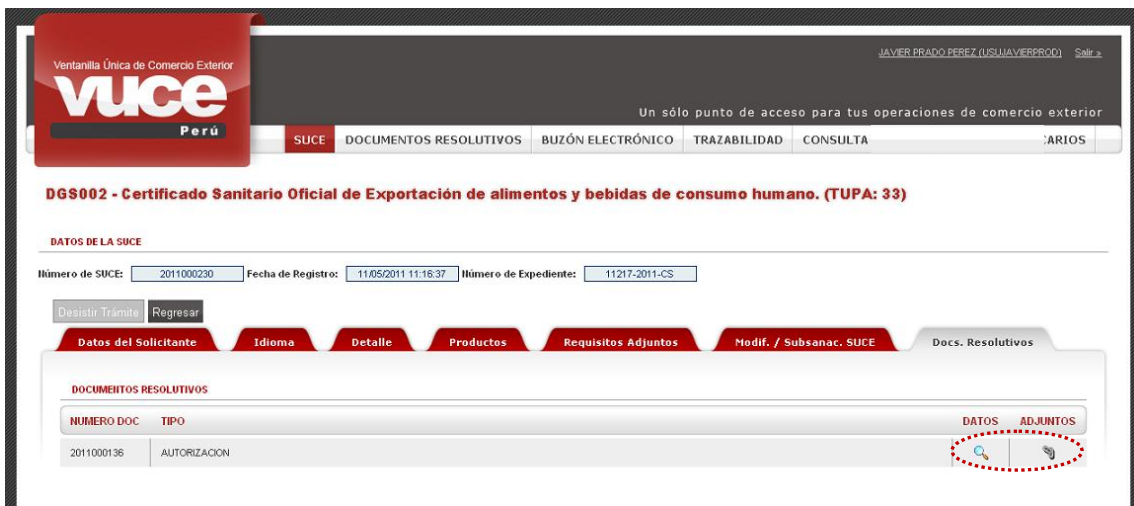 JAVIER PRADO PEREZ (USUJAVIERPROD) Salir »
Ventanilla Única de Comercio Exterior
vuce
Perú
Un sólo punto de acceso para tus operaciones de comercio exterior
SUCE DOCUMENTOS RESOLUTIVOS BUZÓN ELECTRÓNICO TRAZABILIDAD CONSULTA ARIOS
DGS002 - Certificado Sanitario Oficial de Exportación de alimentos y bebidas de consumo humano. (TUPA: 33)
DATOS DE LA SUCE
Número de SUCE: 2011000230 Fecha de Registro: 11/05/2011 11:16:37 Número de Expediente: 11217-2011-CS
Desistir Trámite Regresar
Datos del Solicitante Idioma Detalle Productos Requisitos Adjuntos Modif. / Subsanac. SUCE Docs. Resolutivos
DOCUMENTOS RESOLUTIVOS
NUMERO DOC TIPO DATOS ADJUNTOS
2011000136 AUTORIZACION